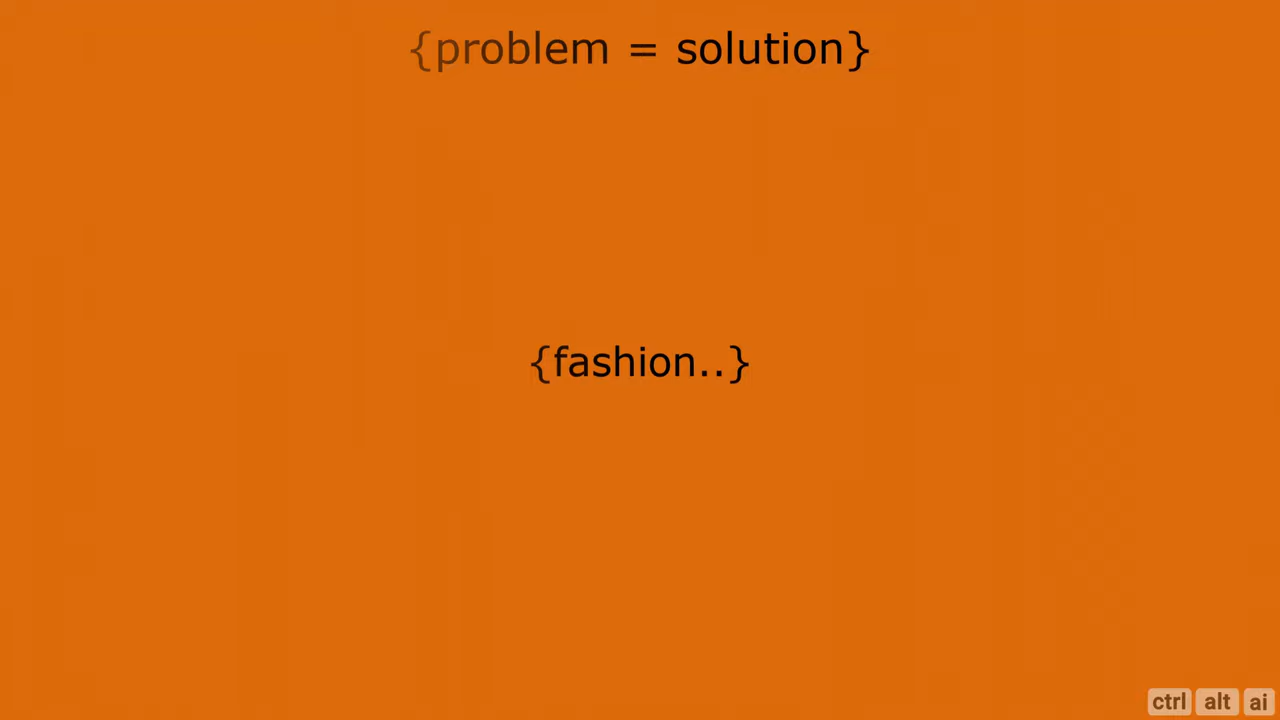 {problem = solution}
{fashion..}
ctrl alt ai